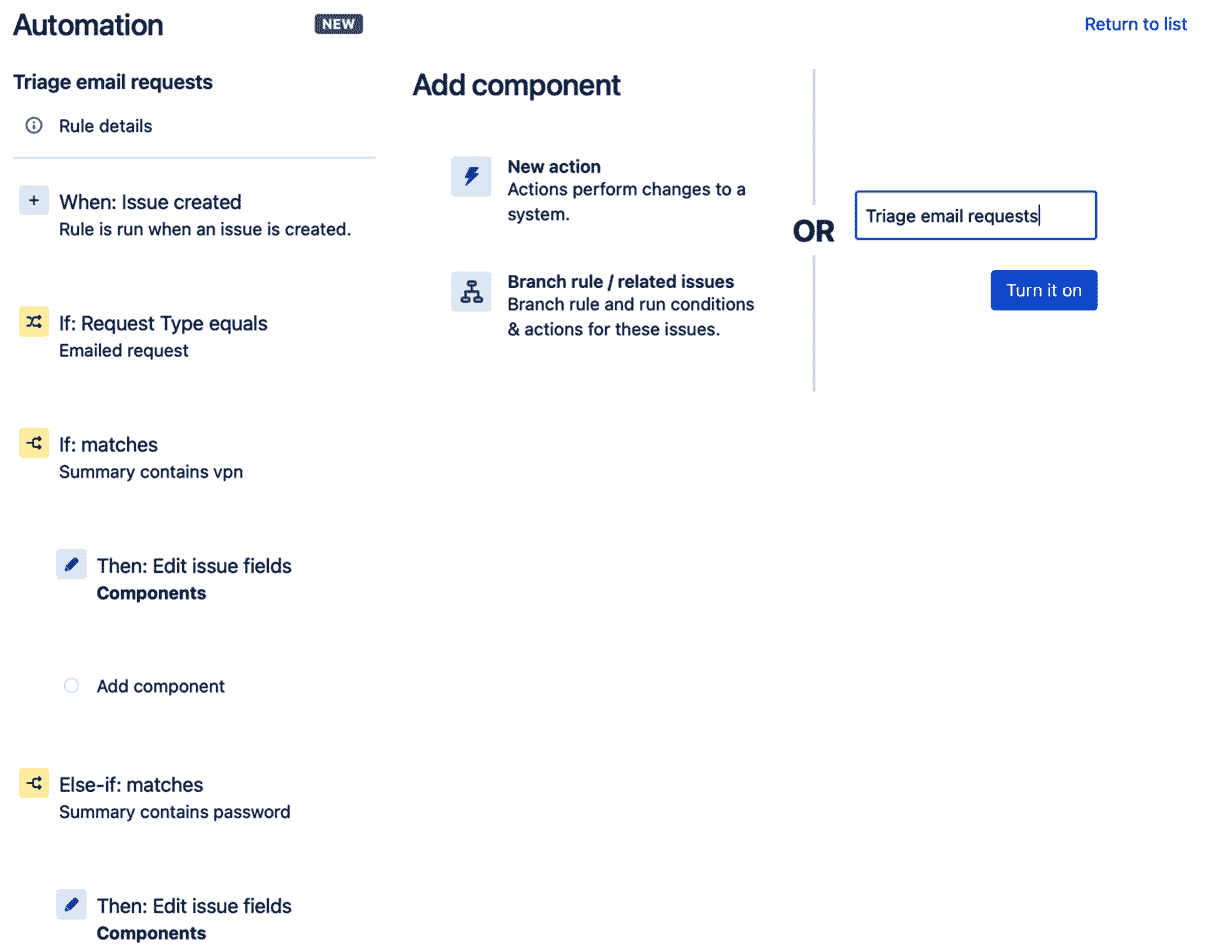 Automation
NEW
Return to list
Triage email requests
Rule details
When: Issue created
Rule is run when an issue is created.
If: Request Type equals
Emailed request
If: matches
Summary contains vpn
Then: Edit issue fields
Components
Add component
Else-if: matches
Summary contains password
Then: Edit issue fields
Components
Add component
New action
Actions perform changes to a
system.
Branch rule / related issues
Branch rule and run conditions
& actions for these issues.
OR
Triage email requests
Turn it on